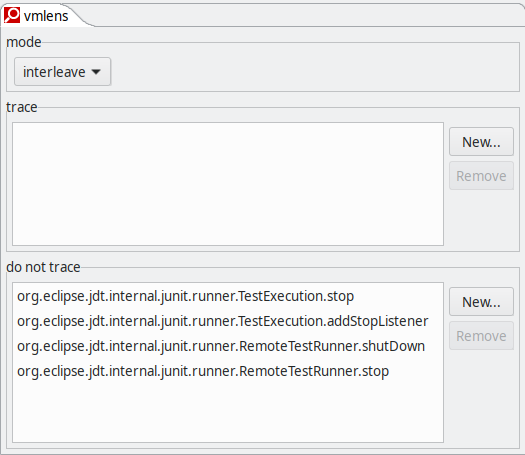 vmlens
mode
interleave
trace
New...
Remove
do not trace
org.eclipse.jdt.internal.junit.runner.TestExecution.stop
org.eclipse.jdt.internal.junit.runner.TestExecution.addStopListener
org.eclipse.jdt.internal.junit.runner.RemoteTestRunner.shutDown
org.eclipse.jdt.internal.junit.runner.RemoteTestRunner.stop
New...
Remove